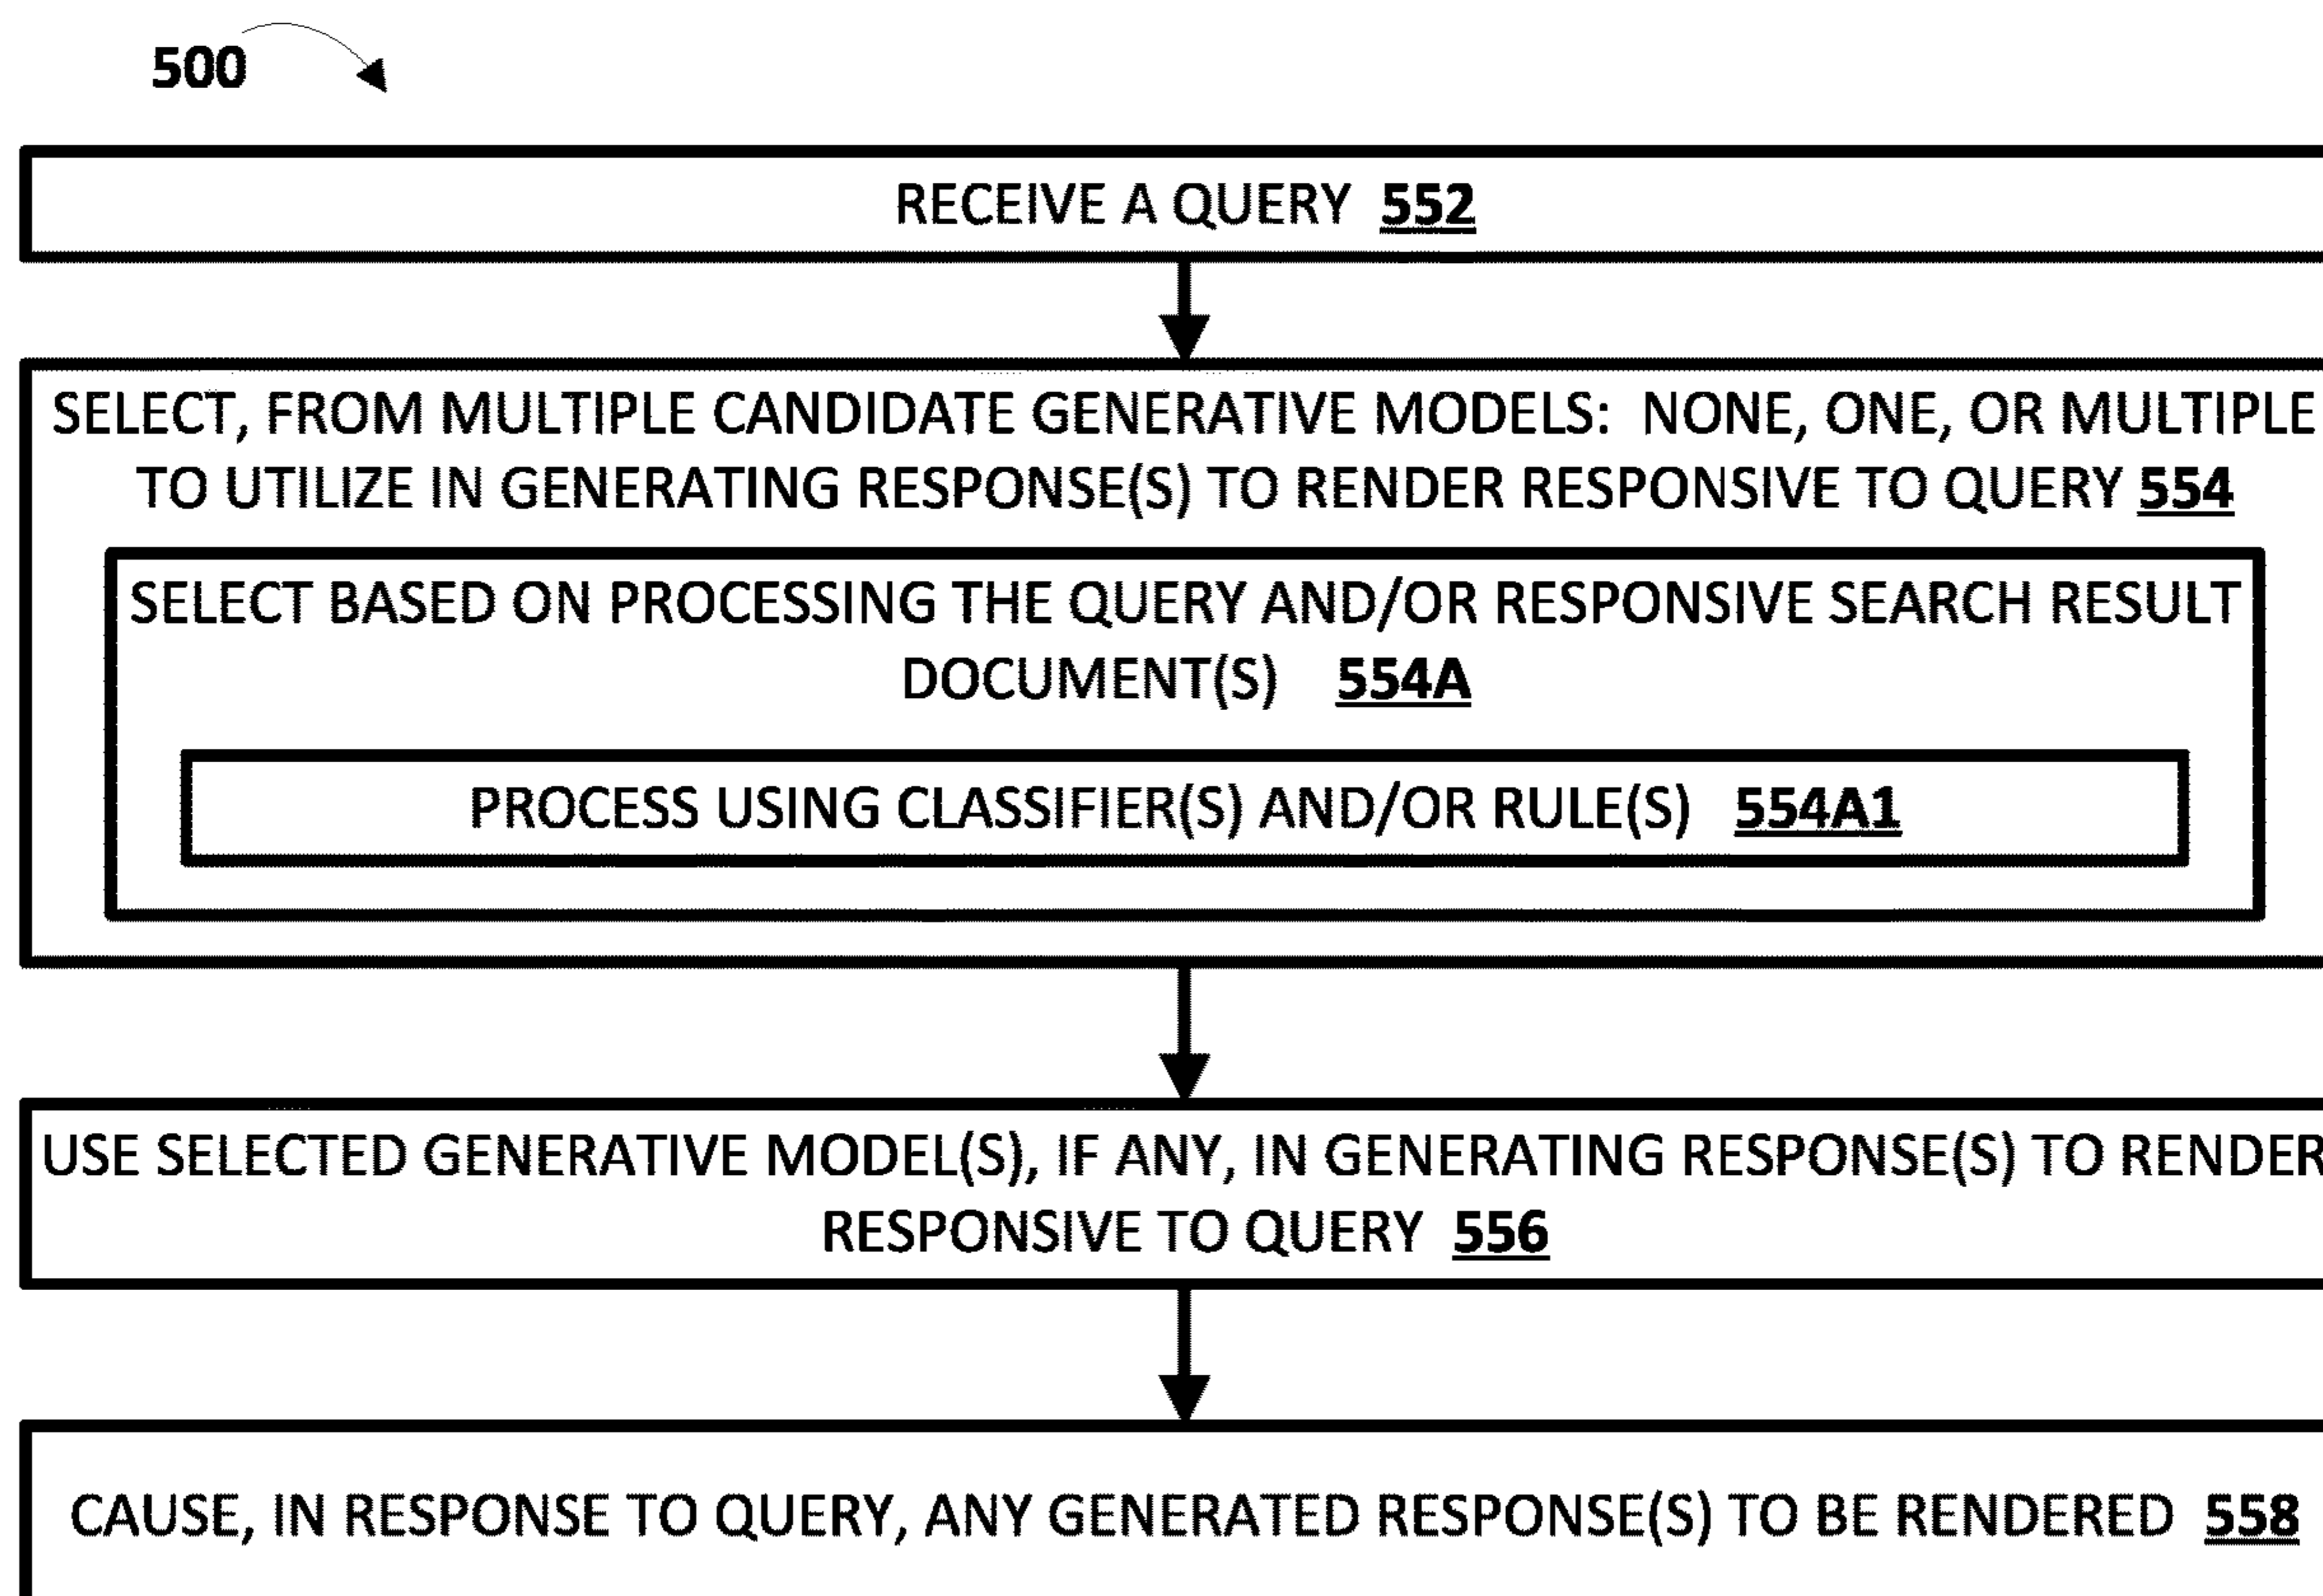 500
RECEIVE A QUERY 552
SELECT, FROM MULTIPLE CANDIDATE GENERATIVE MODELS: NONE, ONE, OR MULTIPLE
TO UTILIZE IN GENERATING RESPONSE(S) TO RENDER RESPONSIVE TO QUERY 554
SELECT BASED ON PROCESSING THE QUERY AND/OR RESPONSIVE SEARCH RESULT
DOCUMENT(S) 554A
PROCESS USING CLASSIFIER(S) AND/OR RULE(S) 554A1
USE SELECTED GENERATIVE MODEL(S), IF ANY, IN GENERATING RESPONSE(S) TO RENDER
RESPONSIVE TO QUERY 556
CAUSE, IN RESPONSE TO QUERY, ANY GENERATED RESPONSE(S) TO BE RENDERED 558